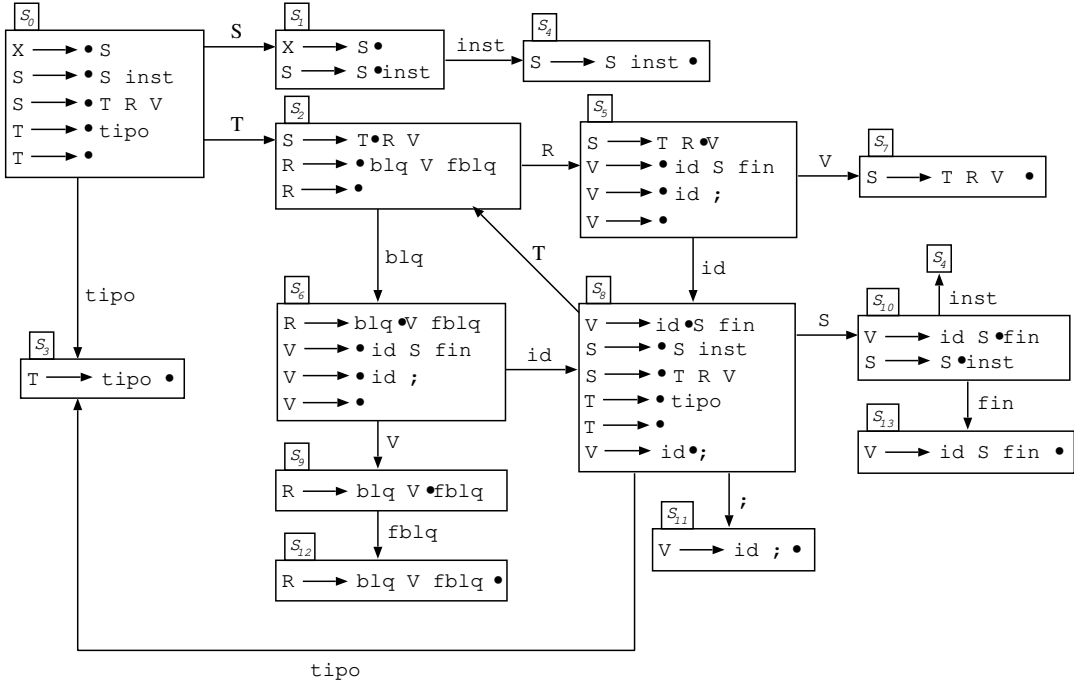 S0
X → • S
S → • S inst
S → • T R V
T → • tipo
T → •
S
S1
X → S •
S → S • inst
inst
S4
S → S inst •
T
S2
S → T • R V
R → • blq V fblq
R → •
R
S5
S → T R • V
V → • id S fin
V → • id ;
V → •
V
S7
S → T R V •
tipo
S3
T → tipo •
blq
T
id
S6
R → blq • V fblq
V → • id S fin
V → • id ;
V → •
id
S8
V → id • S fin
S → • S inst
S → • T R V
T → • tipo
T → •
V → id • ;
S
S4
inst
S10
V → id S • fin
S → S • inst
fin
S13
V → id S fin •
V
S9
R → blq V • fblq
fblq
S12
R → blq V fblq •
;
S11
V → id ; •
tipo